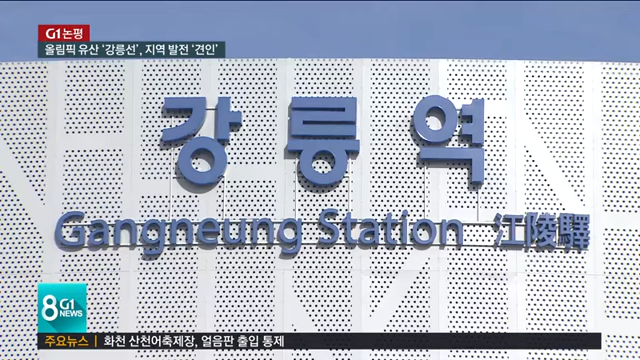 G1논평
올림픽 유산 '강릉선', 지역 발전 '견인'
강릉역
Gangneung Station 江陵驛
8 G1 NEWS
주요뉴스 화천 산천어축제장, 얼음판 출입 통제